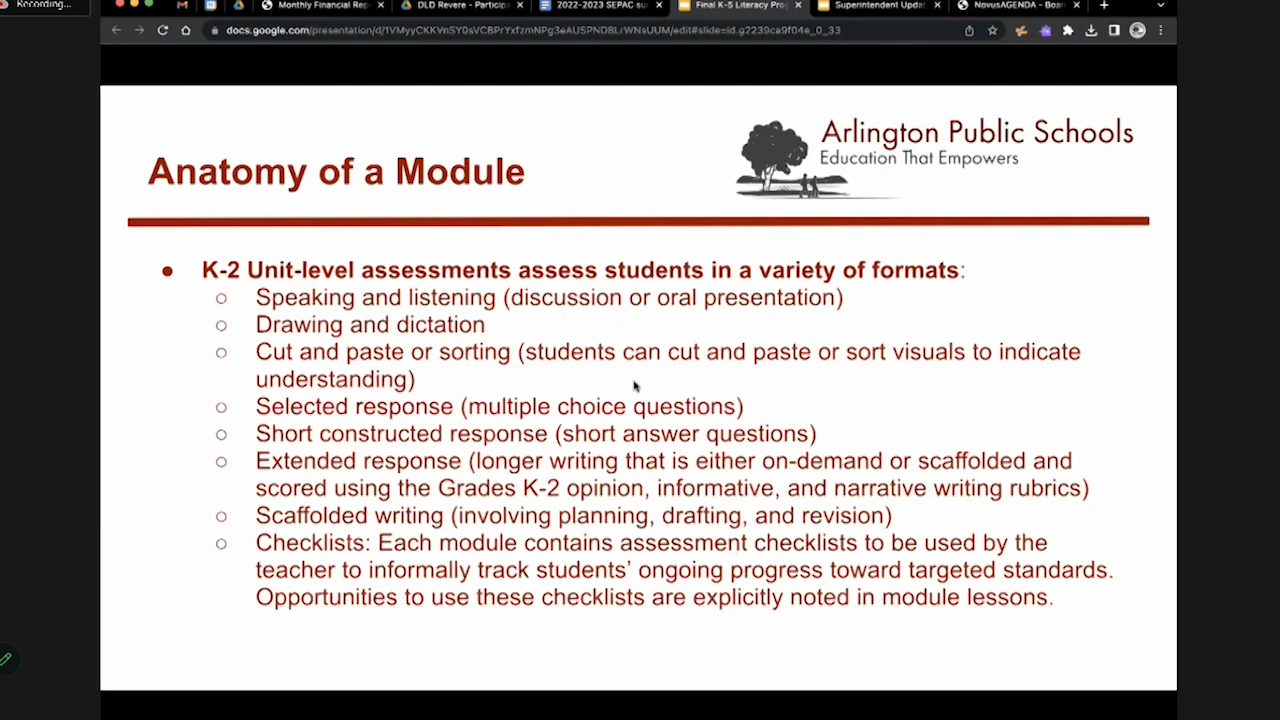 Recording...
Monthly Financial Rep
DLD Revere - Participa
2022-2023 SEPAC su
Final K-5 Literacy Pro
Superintendent Updat
NovusAGENDA - Boar
docs.google.com/presentation/d/1VMyyCKKVnSY0sVCBPrYxfzmNPg3eAUSPND8LrWNsUUM/edit#slide=id.g2239ca9f04e_0_33
Arlington Public Schools
Education That Empowers
Anatomy of a Module
● K-2 Unit-level assessments assess students in a variety of formats:
○ Speaking and listening (discussion or oral presentation)
○ Drawing and dictation
○ Cut and paste or sorting (students can cut and paste or sort visuals to indicate
understanding)
○ Selected response (multiple choice questions)
○ Short constructed response (short answer questions)
○ Extended response (longer writing that is either on-demand or scaffolded and
scored using the Grades K-2 opinion, informative, and narrative writing rubrics)
○ Scaffolded writing (involving planning, drafting, and revision)
○ Checklists: Each module contains assessment checklists to be used by the
teacher to informally track students’ ongoing progress toward targeted standards.
Opportunities to use these checklists are explicitly noted in module lessons.